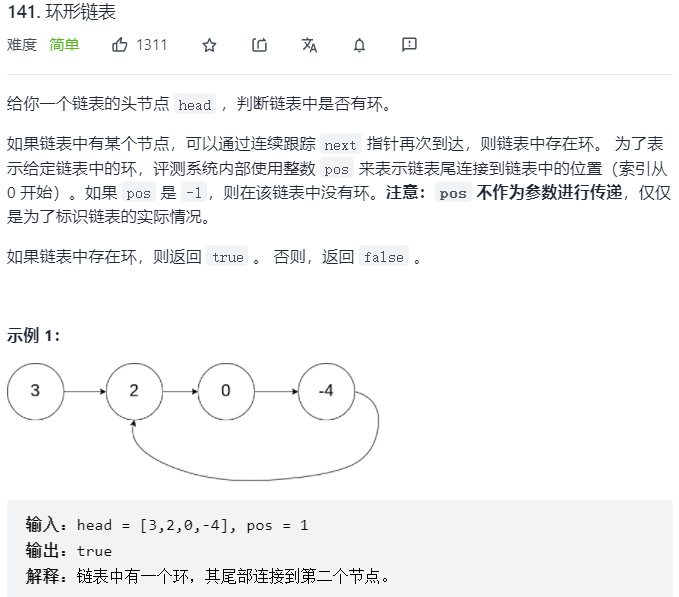 141. 环形链表
难度 简单 1311
给你一个链表的头节点 head ，判断链表中是否有环。
如果链表中有某个节点，可以通过连续跟踪 next 指针再次到达，则链表中存在环。 为了表
示给定链表中的环，评测系统内部使用整数 pos 来表示链表尾连接到链表中的位置（索引从
0 开始）。如果 pos 是 -1，则在该链表中没有环。注意：pos 不作为参数进行传递，仅仅
是为了标识链表的实际情况。
如果链表中存在环，则返回 true 。 否则，返回 false 。
示例 1：
3 2 0 -4
输入：head = [3,2,0,-4], pos = 1
输出：true
解释：链表中有一个环，其尾部连接到第二个节点。